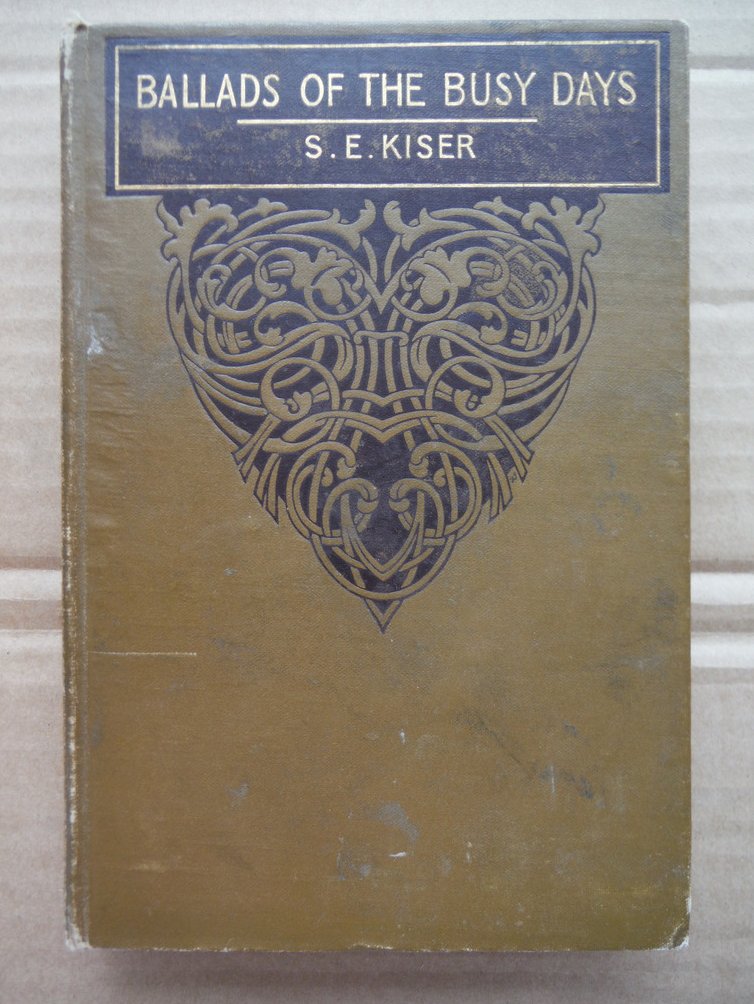 BALLADS OF THE BUSY DAYS
S. E. KISER